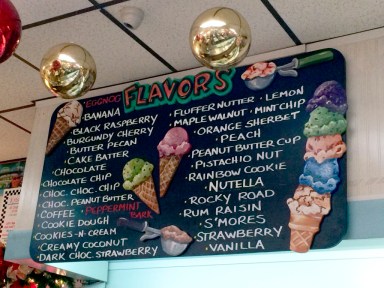 FLAVORS
EGGNOG
BANANA
BLACK RASPBERRY
BURGUNDY CHERRY
BUTTER PECAN
CAKE BATTER
CHOCOLATE
CHOCOLATE CHIP
CHOC. CHOC. CHIP
CHOC. PEANUT BUTTER
COFFEE · PEPPERMINT BARK
COOKIE DOUGH
COOKIES-N-CREAM
CREAMY COCONUT
DARK CHOC. STRAWBERRY
FLUFFERNUTTER · LEMON
MAPLE WALNUT · MINT CHIP
ORANGE SHERBET
PEACH
PEANUT BUTTER CUP
PISTACHIO NUT
RAINBOW COOKIE
NUTELLA
ROCKY ROAD
RUM RAISIN
S'MORES
STRAWBERRY
VANILLA